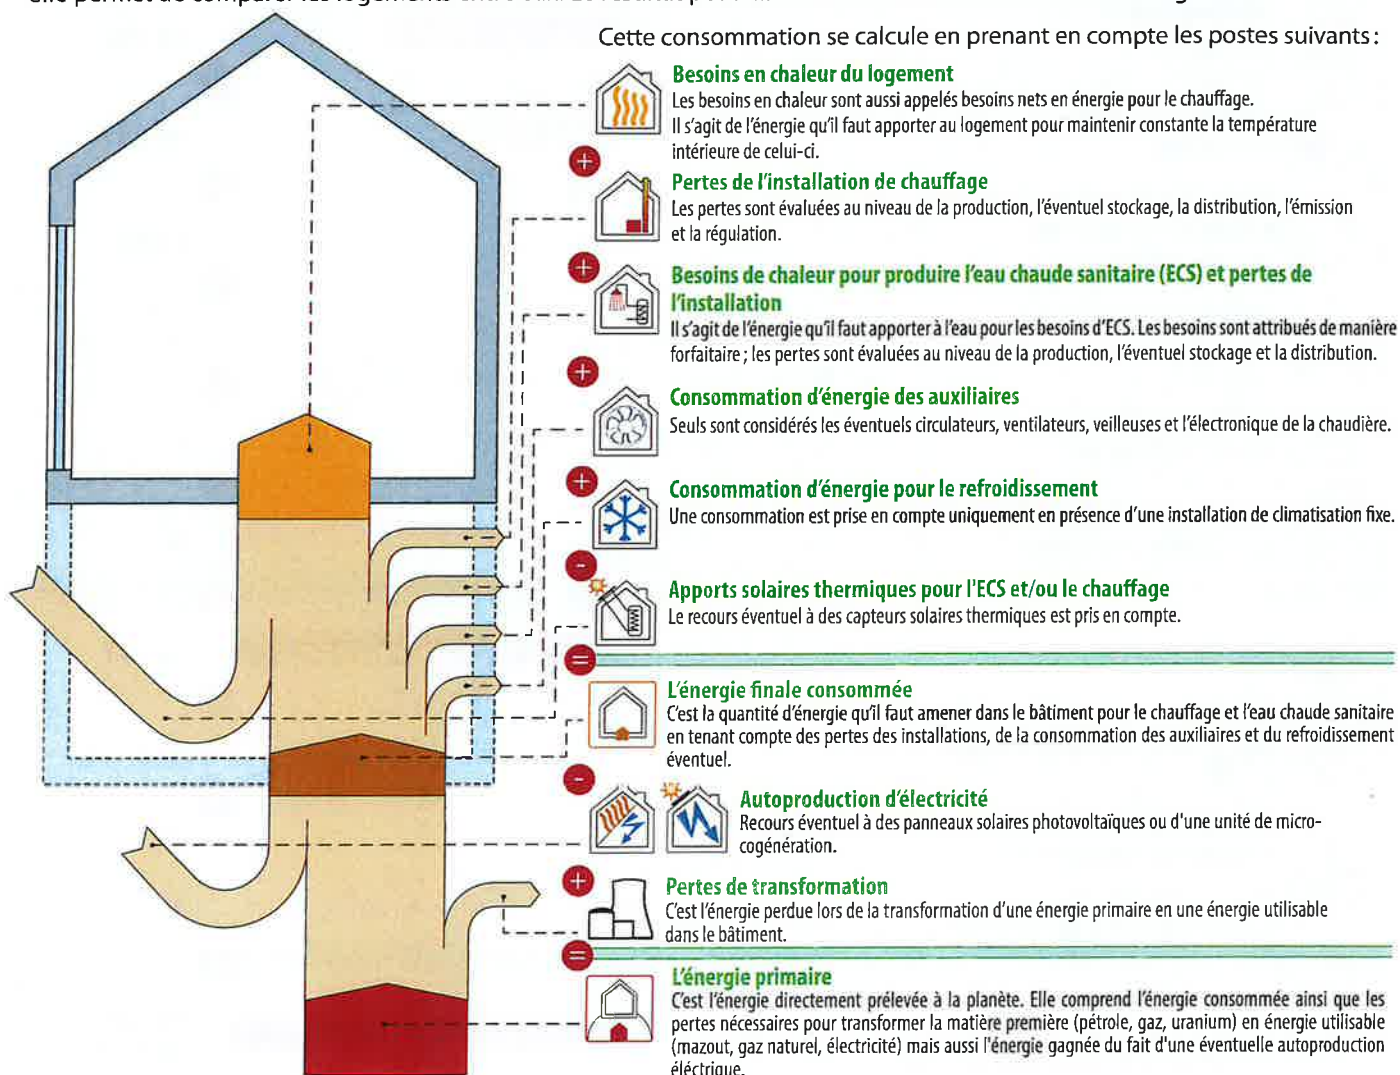 Cette consommation se calcule en prenant en compte les postes suivants :
Besoins en chaleur du logement
Les besoins en chaleur sont aussi appelés besoins nets en énergie pour le chauffage.
Il s'agit de l'énergie qu'il faut apporter au logement pour maintenir constante la température
intérieure de celui-ci.
+
Pertes de l'installation de chauffage
Les pertes sont évaluées au niveau de la production, l'éventuel stockage, la distribution, l'émission
et la régulation.
+
Besoins de chaleur pour produire l'eau chaude sanitaire (ECS) et pertes de
l'installation
Il s'agit de l'énergie qu'il faut apporter à l'eau pour les besoins d'ECS. Les besoins sont attribués de manière
forfaitaire ; les pertes sont évaluées au niveau de la production, l'éventuel stockage et la distribution.
+
Consommation d'énergie des auxiliaires
Seuls sont considérés les éventuels circulateurs, ventilateurs, veilleuses et l'électronique de la chaudière.
+
Consommation d'énergie pour le refroidissement
Une consommation est prise en compte uniquement en présence d'une installation de climatisation fixe.
-
Apports solaires thermiques pour l'ECS et/ou le chauffage
Le recours éventuel à des capteurs solaires thermiques est pris en compte.
=
L'énergie finale consommée
C'est la quantité d'énergie qu'il faut amener dans le bâtiment pour le chauffage et l'eau chaude sanitaire
en tenant compte des pertes des installations, de la consommation des auxiliaires et du refroidissement
éventuel.
-
Autoproduction d'électricité
Recours éventuel à des panneaux solaires photovoltaïques ou d'une unité de micro-
cogénération.
+
Pertes de transformation
C'est l'énergie perdue lors de la transformation d'une énergie primaire en une énergie utilisable
dans le bâtiment.
=
L'énergie primaire
C'est l'énergie directement prélevée à la planète. Elle comprend l'énergie consommée ainsi que les
pertes nécessaires pour transformer la matière première (pétrole, gaz, uranium) en énergie utilisable
(mazout, gaz naturel, électricité) mais aussi l'énergie gagnée du fait d'une éventuelle autoproduction
éléctrique.